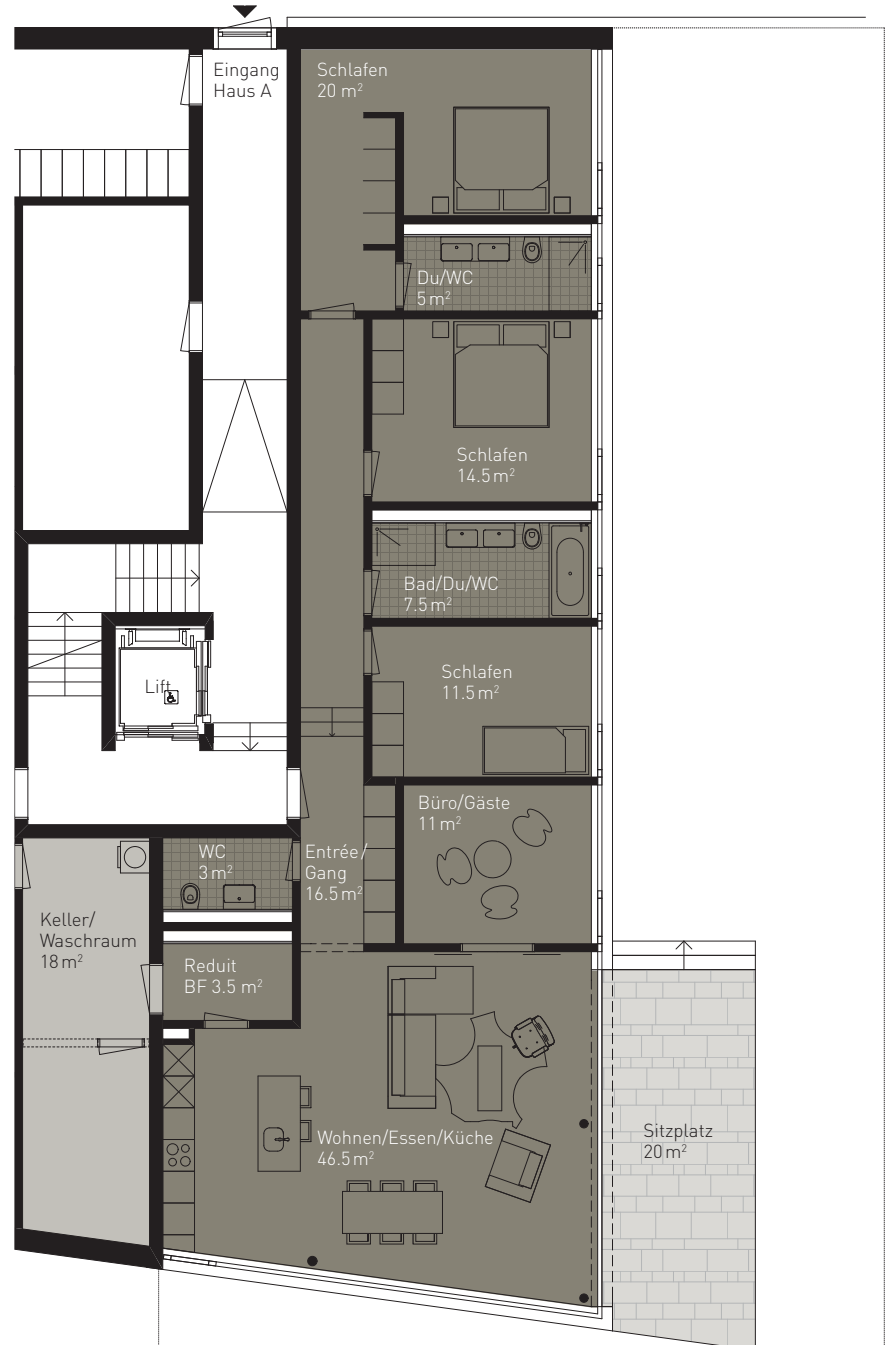 Eingang
Haus A
Schlafen
20 m²
Du/WC
5 m²
Schlafen
14.5 m²
Bad/Du/WC
7.5 m²
Lift
Schlafen
11.5 m²
Büro/Gäste
11 m²
WC
3 m²
Entrée/
Gang
16.5 m²
Keller/
Waschraum
18 m²
Reduit
BF 3.5 m²
Wohnen/Essen/Küche
46.5 m²
Sitzplatz
20 m²